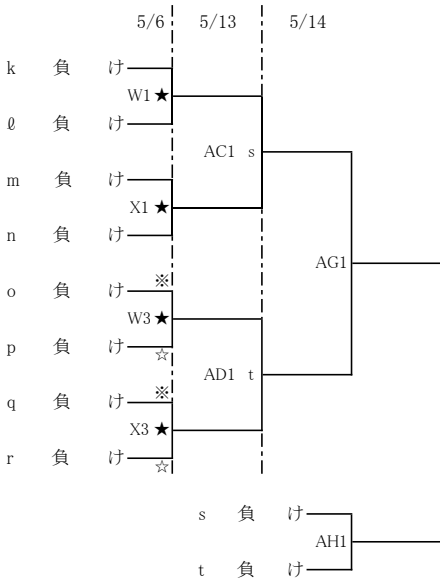 5/6 5/13 5/14
k 負 け
W1 ★
ℓ 負 け
AC1 s
m 負 け
X1 ★
n 負 け
AG1
o 負 け ※
W3 ★
p 負 け ☆
AD1 t
q 負 け ※
X3 ★
r 負 け ☆
s 負 け
AH1
t 負 け